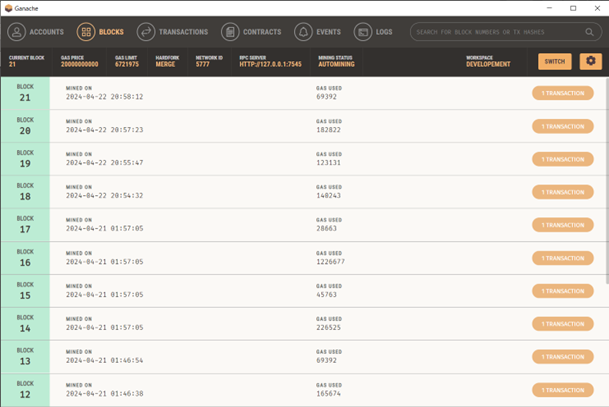 Ganache
ACCOUNTS BLOCKS TRANSACTIONS CONTRACTS EVENTS LOGS SEARCH FOR BLOCK NUMBERS OR TX HASHES
CURRENT BLOCK GAS PRICE GAS LIMIT HARDFORK NETWORK ID RPC SERVER MINING STATUS WORKSPACE
21 20000000000 6721975 MERGE 5777 HTTP://127.0.0.1:7545 AUTOMINING DEVELOPEMENT SWITCH
BLOCK MINED ON GAS USED
21 2024-04-22 20:58:12 69392 1 TRANSACTION
BLOCK MINED ON GAS USED
20 2024-04-22 20:57:23 182822 1 TRANSACTION
BLOCK MINED ON GAS USED
19 2024-04-22 20:55:47 123131 1 TRANSACTION
BLOCK MINED ON GAS USED
18 2024-04-22 20:54:32 140243 1 TRANSACTION
BLOCK MINED ON GAS USED
17 2024-04-21 01:57:05 28663 1 TRANSACTION
BLOCK MINED ON GAS USED
16 2024-04-21 01:57:05 1226677 1 TRANSACTION
BLOCK MINED ON GAS USED
15 2024-04-21 01:57:05 45763 1 TRANSACTION
BLOCK MINED ON GAS USED
14 2024-04-21 01:57:05 226525 1 TRANSACTION
BLOCK MINED ON GAS USED
13 2024-04-21 01:46:54 69392 1 TRANSACTION
BLOCK MINED ON GAS USED
12 2024-04-21 01:46:38 165674 1 TRANSACTION